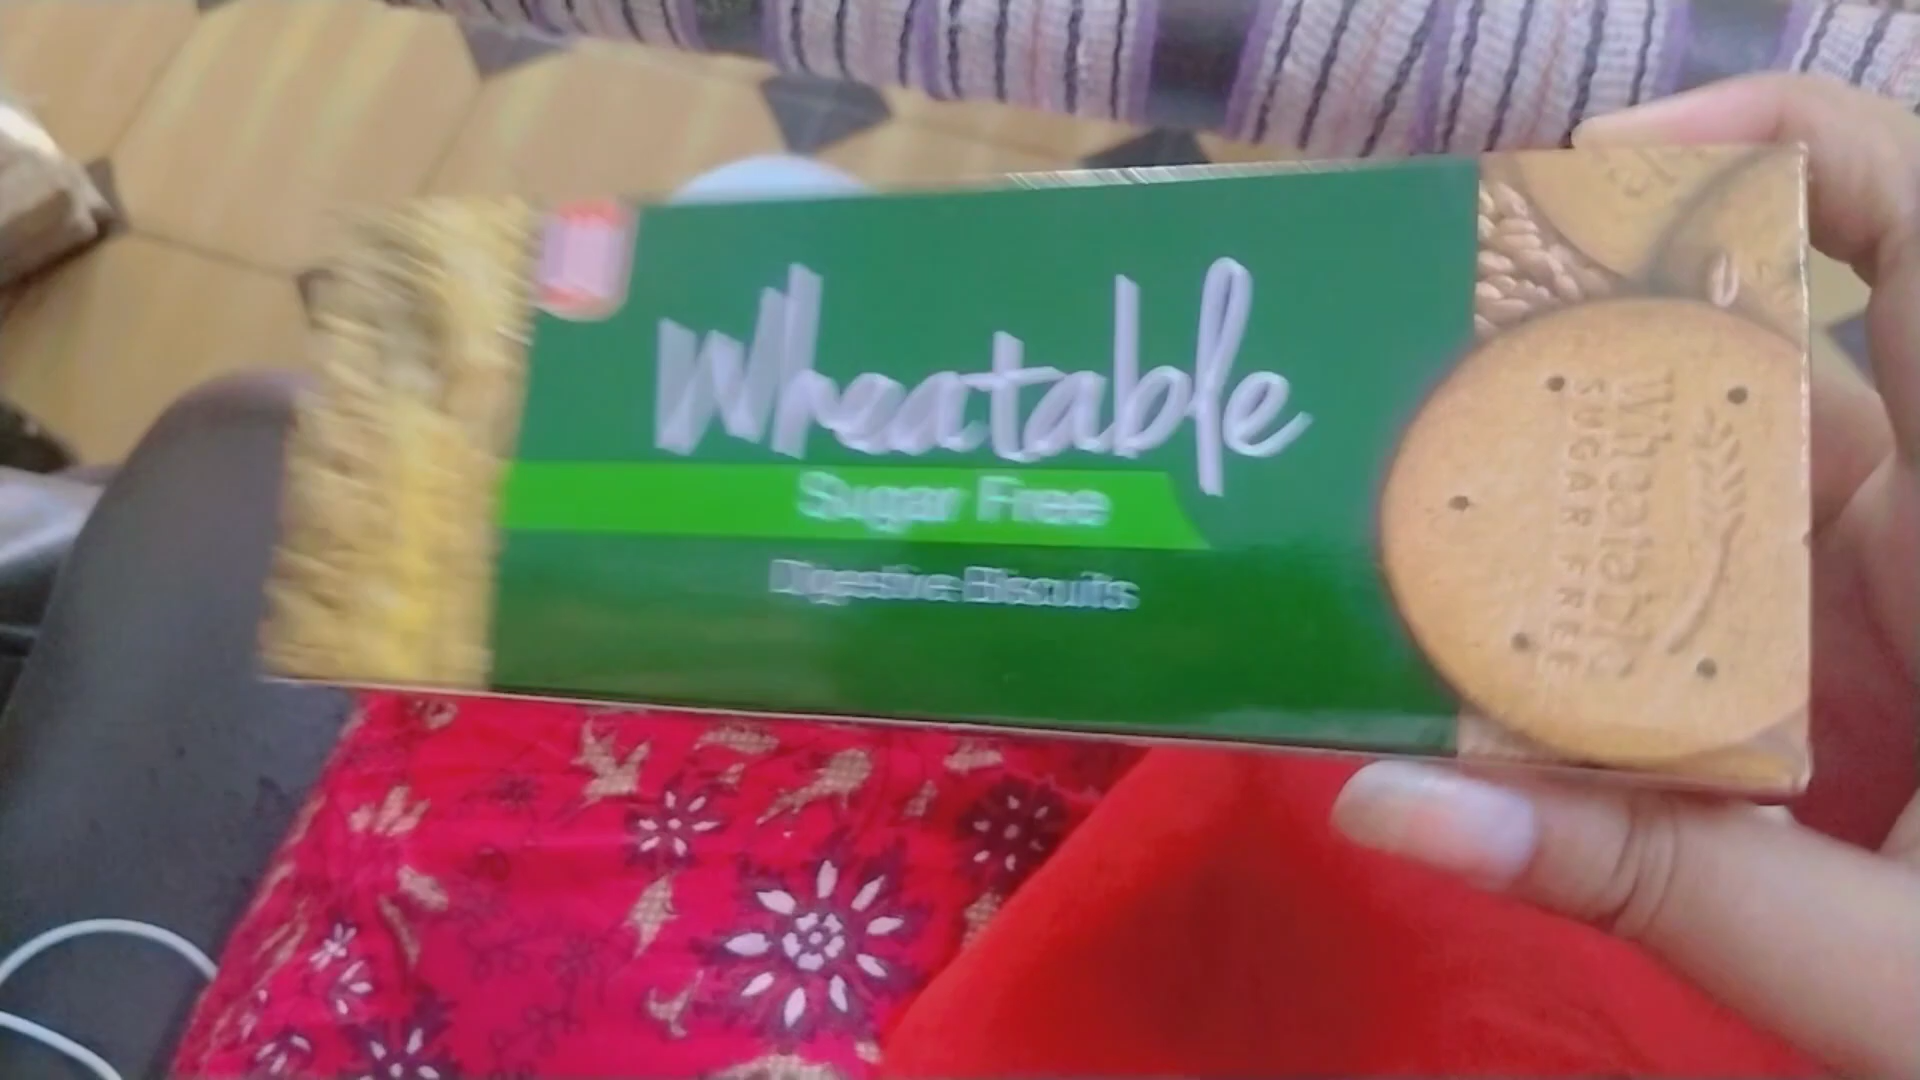 Wheatable
Sugar Free
Digestive Biscuits
Wheatable
SUGAR FREE